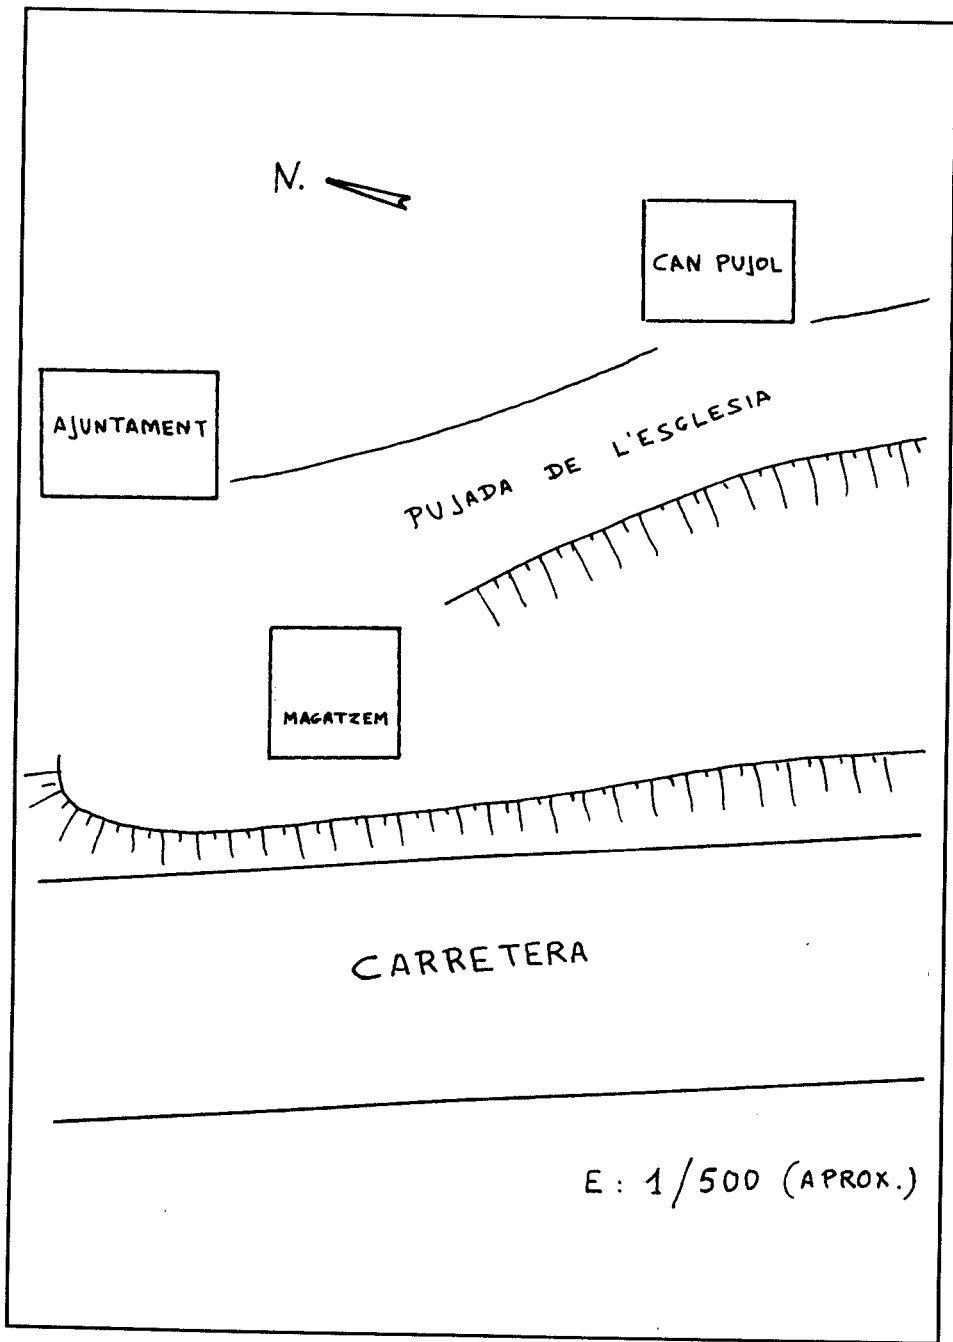 N.
CAN PUJOL
AJUNTAMENT
PUJADA DE L'ESGLESIA
MAGATZEM
CARRETERA
E: 1/500 (APROX.)